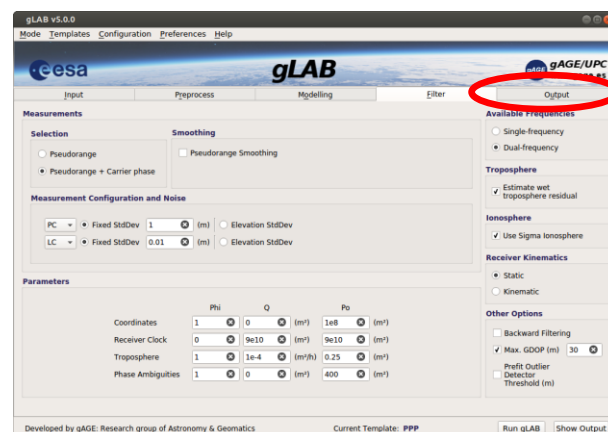 gLAB v5.0.0
Mode Templates Configuration Preferences Help
esa
gLAB
gAGE
gAGE/UPC
Input Preprocess Modelling Filter Output
Measurements
Selection
Pseudorange
Pseudorange + Carrier phase
Smoothing
Pseudorange Smoothing
Measurement Configuration and Noise
PC Fixed StdDev 1 (m) Elevation StdDev
LC Fixed StdDev 0.01 (m) Elevation StdDev
Parameters
Phi Q Po
Coordinates 1 0 (m²) 1e8 (m²)
Receiver Clock 0 9e10 (m²) 9e10 (m²)
Troposphere 1 1e-4 (m²/h) 0.25 (m²)
Phase Ambiguities 1 0 (m²) 400 (m²)
Available Frequencies
Single-frequency
Dual-frequency
Troposphere
Estimate wet
troposphere residual
Ionosphere
Use Sigma Ionosphere
Receiver Kinematics
Static
Kinematic
Other Options
Backward Filtering
Max. GDOP (m) 30
Prefit Outlier
Detector
Threshold (m)
Developed by gAGE: Research group of Astronomy & Geomatics Current Template: PPP Run gLAB Show Output